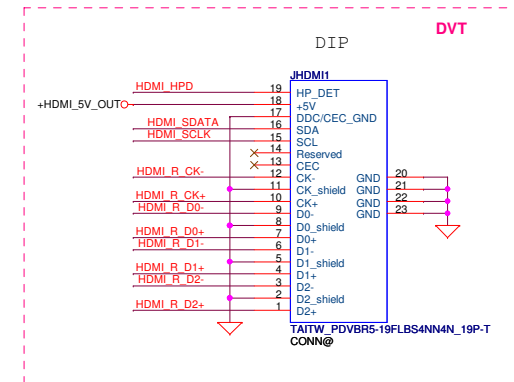 DVT
DIP
JHDMI1
HDMI_HPD 19 HP_DET
+HDMI_5V_OUT 18 +5V
17 DDC/CEC_GND
HDMI_SDATA 16 SDA
HDMI_SCLK 15 SCL
14 Reserved
13 CEC
HDMI_R_CK- 12 CK- GND 20
11 CK_shield GND 21
HDMI_R_CK+ 10 CK+ GND 22
HDMI_R_D0- 9 D0- GND 23
8 D0_shield
HDMI_R_D0+ 7 D0+
HDMI_R_D1- 6 D1-
5 D1_shield
HDMI_R_D1+ 4 D1+
HDMI_R_D2- 3 D2-
2 D2_shield
HDMI_R_D2+ 1 D2+
TAITW_PDVBR5-19FLBS4NN4N_19P-T
CONN@